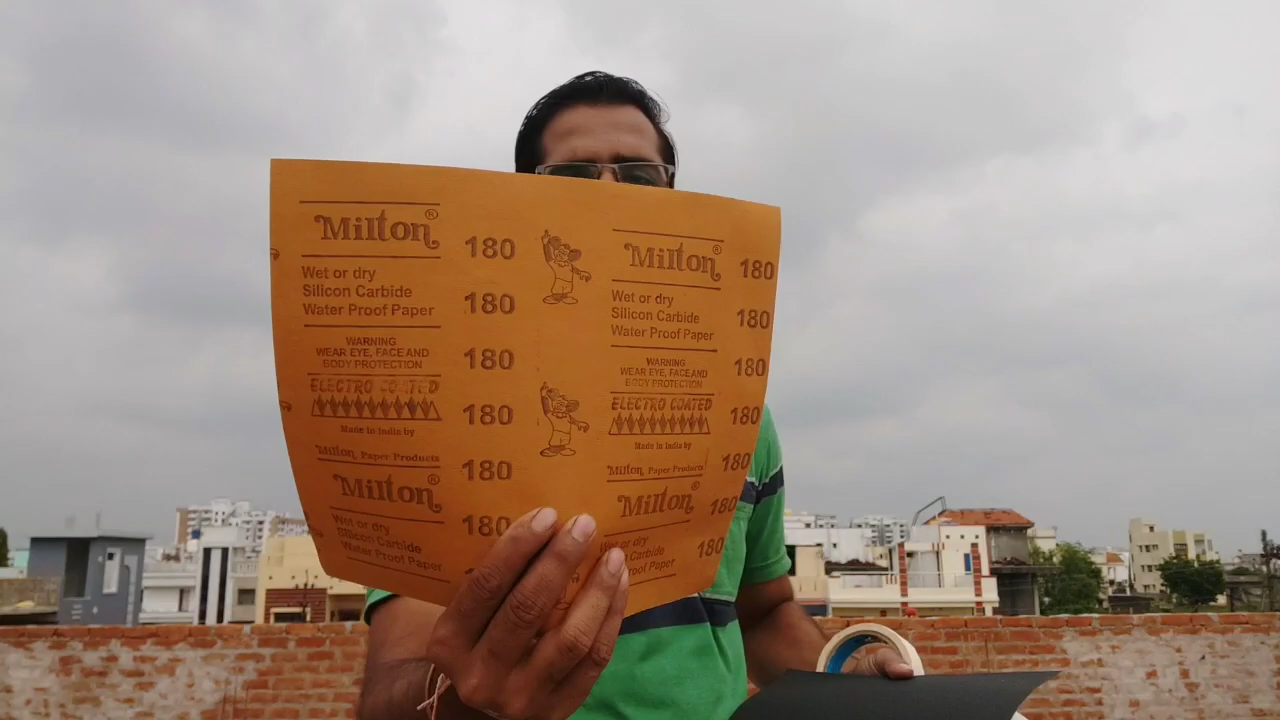 Milton®
180
Wet or dry
Silicon Carbide
Water Proof Paper
180
WARNING
WEAR EYE, FACE AND
BODY PROTECTION
180
ELECTRO COATED
180
Made in India by
Milton Paper Products
180
Milton®
180
Wet or dry
Silicon Carbide
Water Proof Paper
Milton®
180
Wet or dry
Silicon Carbide
Water Proof Paper
180
WARNING
WEAR EYE, FACE AND
BODY PROTECTION
180
ELECTRO COATED
180
Made in India by
Milton Paper Products
180
Milton®
180
Wet or dry
Carbide
Proof Paper
180